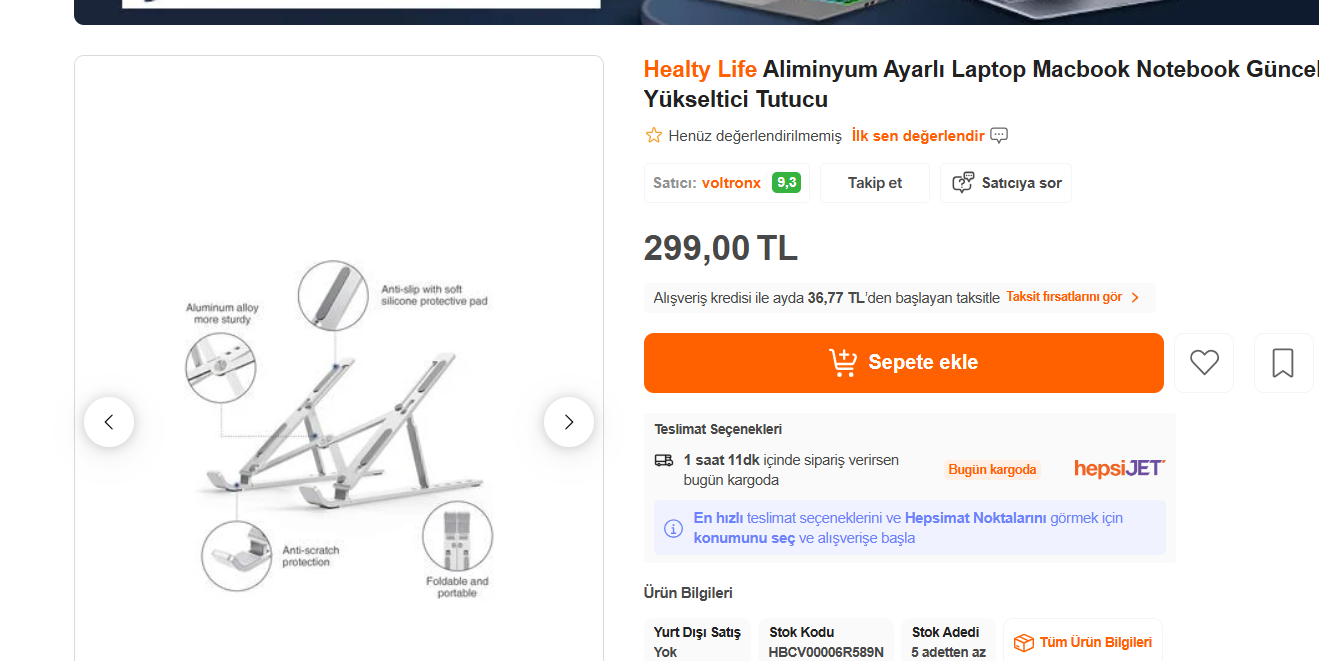 Healty Life Aliminyum Ayarlı Laptop Macbook Notebook Güncel
Yükseltici Tutucu
Henüz değerlendirilmemiş İlk sen değerlendir
Satıcı: voltronx 9,3
Takip et
Satıcıya sor
299,00 TL
Alışveriş kredisi ile ayda 36,77 TL'den başlayan taksitle Taksit fırsatlarını gör
Sepete ekle
Aluminum alloy
more sturdy
Anti-slip with soft
silicone protective pad
Anti-scratch
protection
Foldable and
portable
Teslimat Seçenekleri
1 saat 11dk içinde sipariş verirsen
bugün kargoda
Bugün kargoda
hepsiJET
En hızlı teslimat seçeneklerini ve Hepsimat Noktalarını görmek için
konumunu seç ve alışverişe başla
Ürün Bilgileri
Yurt Dışı Satış
Yok
Stok Kodu
HBCV00006R589N
Stok Adedi
5 adetten az
Tüm Ürün Bilgileri